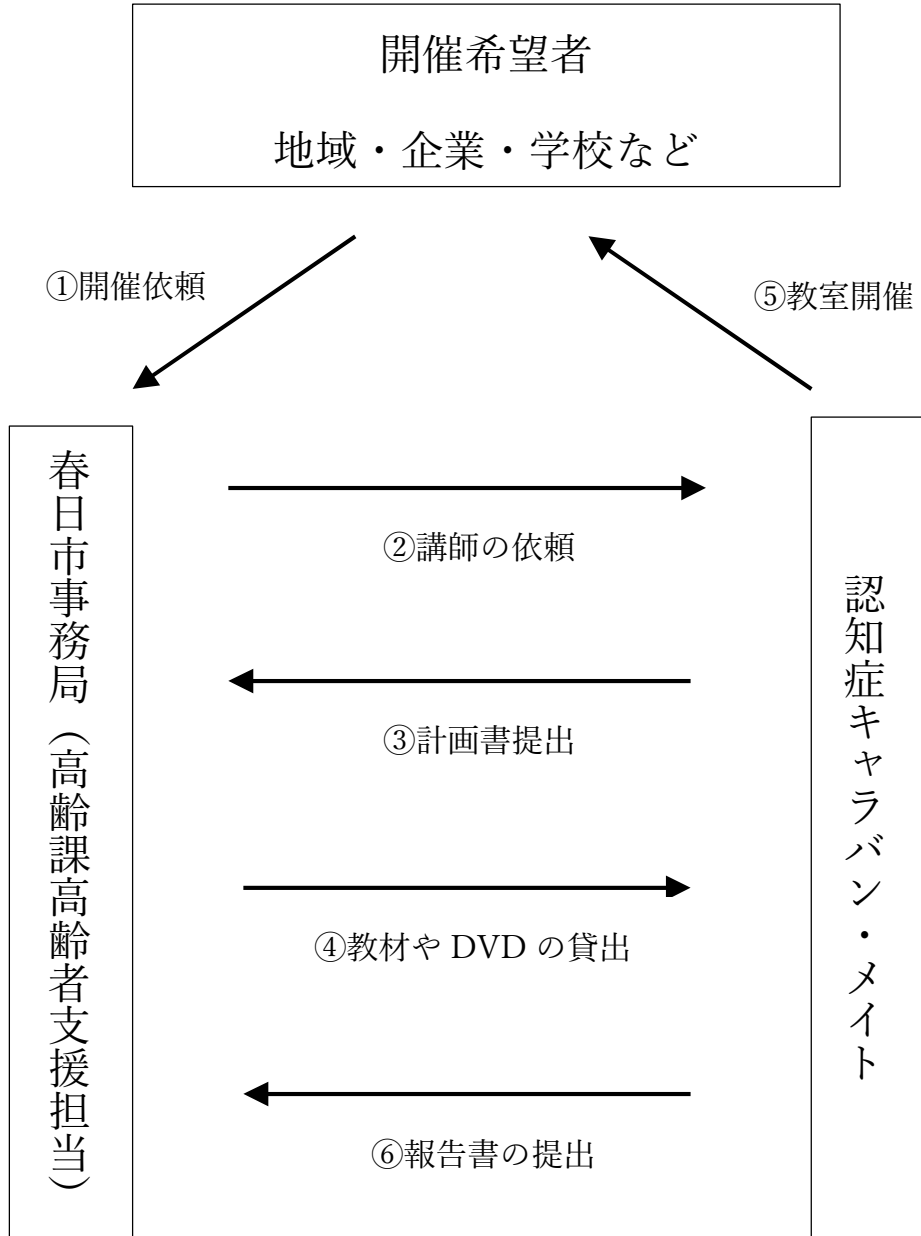 開催希望者
地域・企業・学校など
①開催依頼
⑤教室開催
春日市事務局（高齢課高齢者支援担当）
②講師の依頼
③計画書提出
④教材や DVD の貸出
⑥報告書の提出
認知症キャラバン・メイト